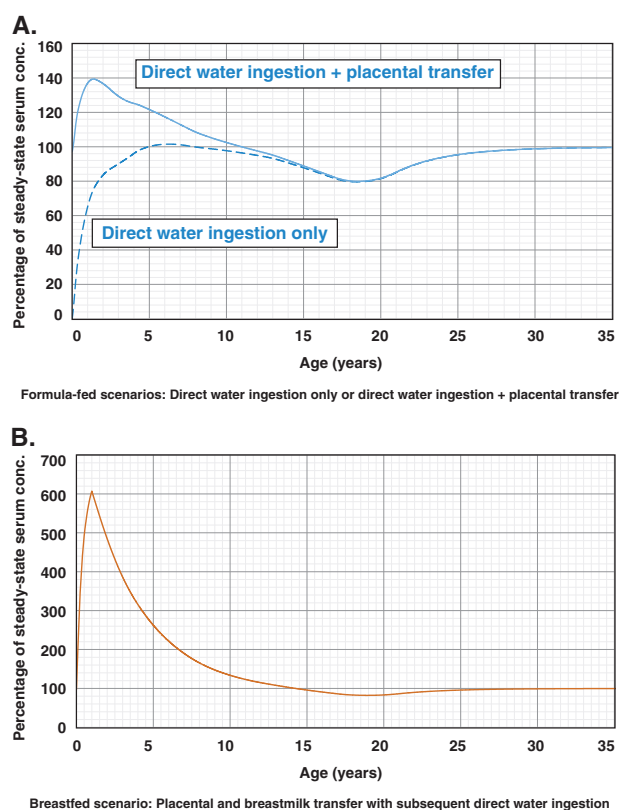 A.
Percentage of steady-state serum conc.
160
140
120
100
80
60
40
20
0
Direct water ingestion + placental transfer
Direct water ingestion only
0 5 10 15 20 25 30 35
Age (years)
Formula-fed scenarios: Direct water ingestion only or direct water ingestion + placental transfer
B.
Percentage of steady-state serum conc.
700
600
500
400
300
200
100
0
0 5 10 15 20 25 30 35
Age (years)
Breastfed scenario: Placental and breastmilk transfer with subsequent direct water ingestion